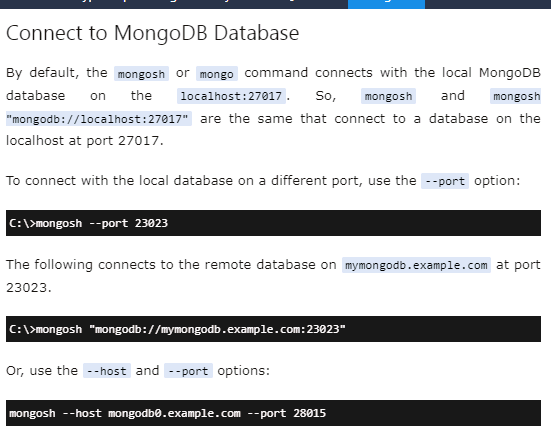 Connect to MongoDB Database
By default, the mongosh or mongo command connects with the local MongoDB
database on the localhost:27017. So, mongosh and mongosh
"mongodb://localhost:27017" are the same that connect to a database on the
localhost at port 27017.
To connect with the local database on a different port, use the --port option:
C:\>mongosh --port 23023
The following connects to the remote database on mymongodb.example.com at port
23023.
C:\>mongosh "mongodb://mymongodb.example.com:23023"
Or, use the --host and --port options:
mongosh --host mongodb0.example.com --port 28015